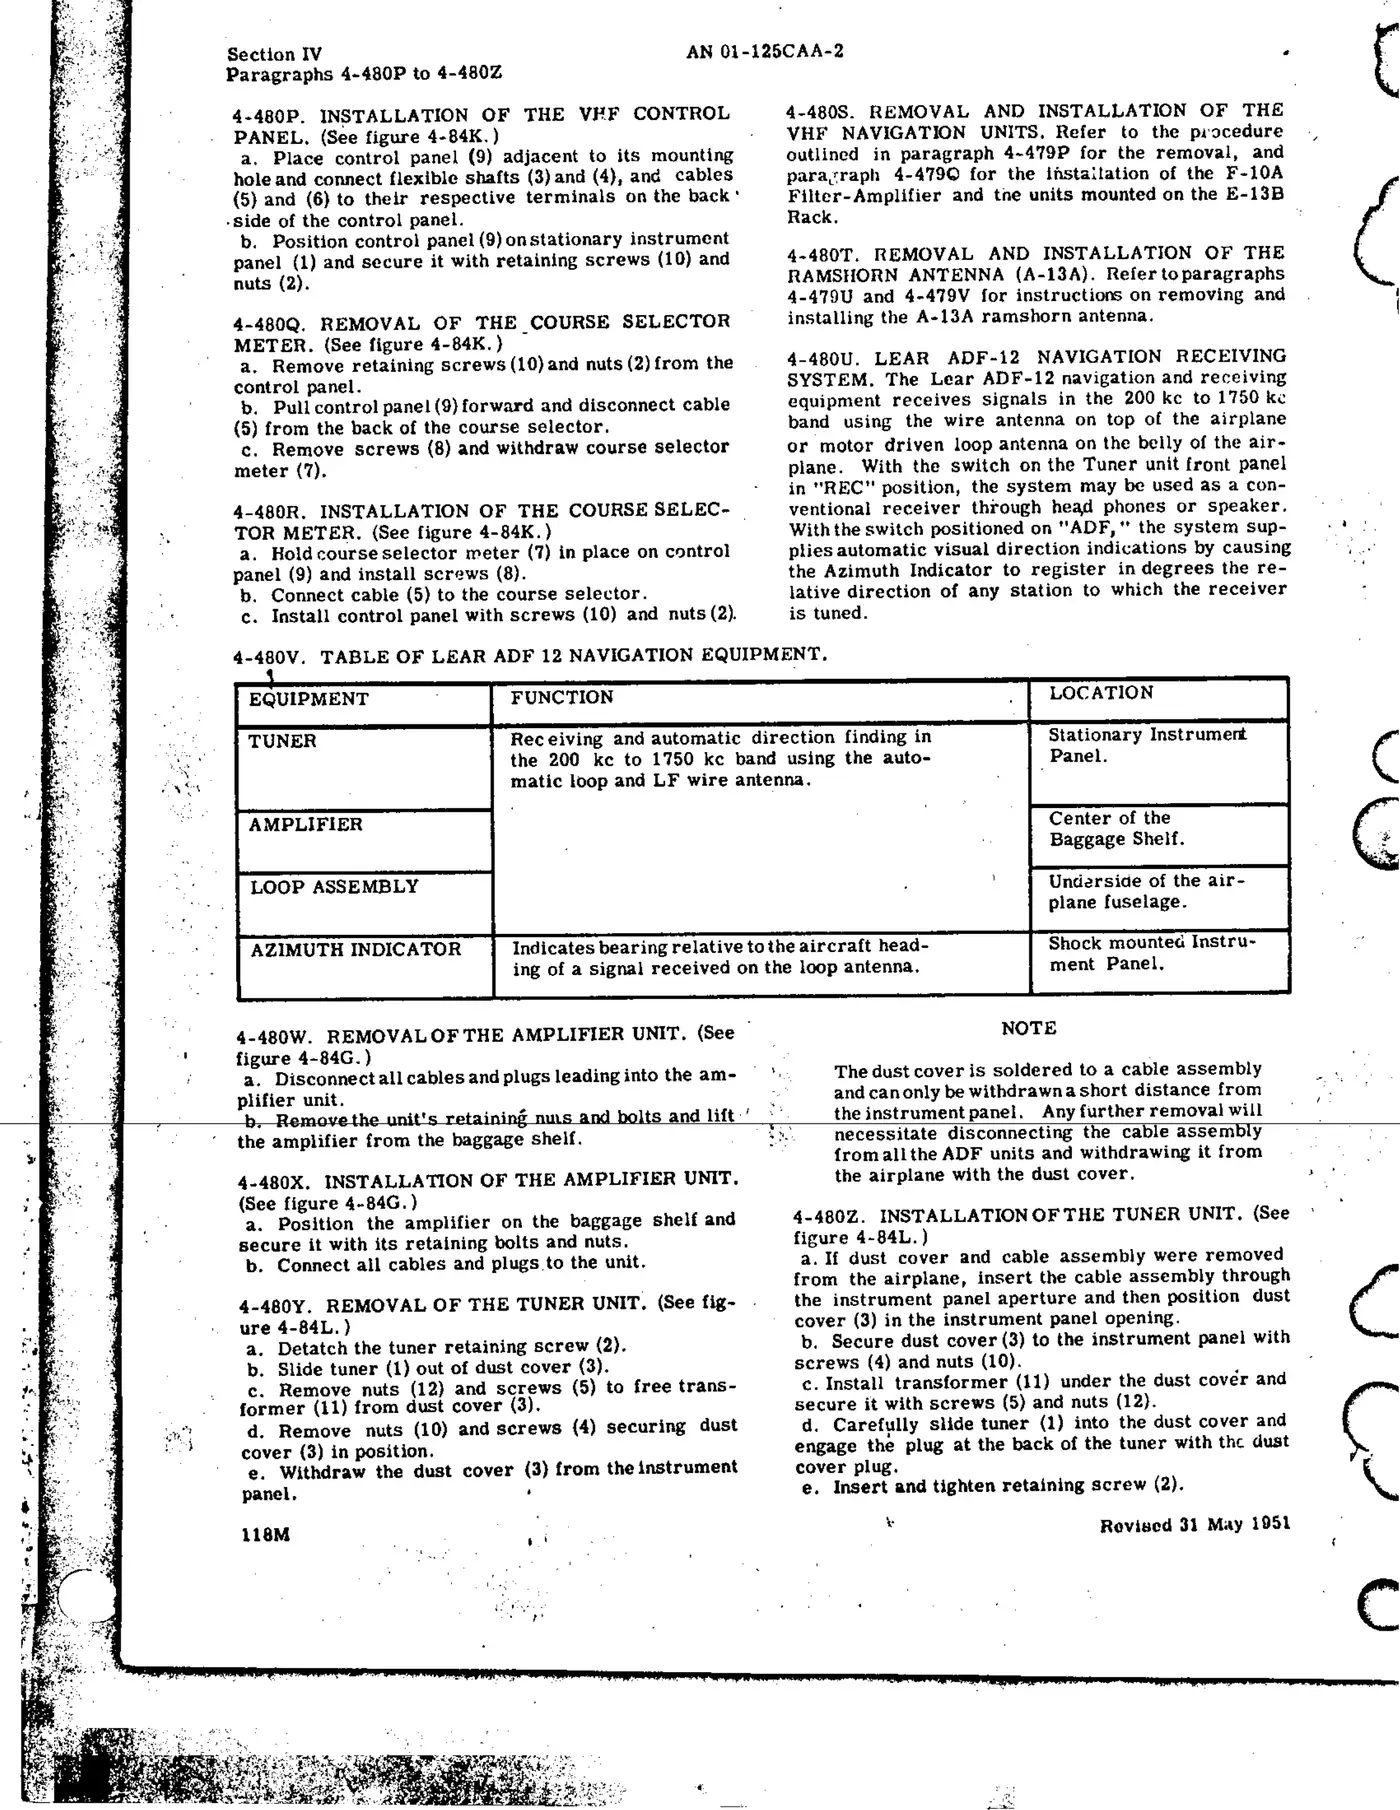 Section IV
Paragraphs 4-480P to 4-480Z
AN 01-125CAA-2
4-480P. INSTALLATION OF THE VHF CONTROL
PANEL. (See figure 4-84K.)
a. Place control panel (9) adjacent to its mounting
hole and connect flexible shafts (3) and (4), and cables
(5) and (6) to their respective terminals on the back
side of the control panel.
b. Position control panel (9) on stationary instrument
panel (1) and secure it with retaining screws (10) and
nuts (2).
4-480Q. REMOVAL OF THE COURSE SELECTOR
METER. (See figure 4-84K.)
a. Remove retaining screws (10) and nuts (2) from the
control panel.
b. Pull control panel (9) forward and disconnect cable
(5) from the back of the course selector.
c. Remove screws (8) and withdraw course selector
meter (7).
4-480R. INSTALLATION OF THE COURSE SELEC-
TOR METER. (See figure 4-84K.)
a. Hold course selector meter (7) in place on control
panel (9) and install screws (8).
b. Connect cable (5) to the course selector.
c. Install control panel with screws (10) and nuts (2).
4-480S. REMOVAL AND INSTALLATION OF THE
VHF NAVIGATION UNITS. Refer to the procedure
outlined in paragraph 4-479P for the removal, and
paragraph 4-479Q for the installation of the F-10A
Filter-Amplifier and the units mounted on the E-13B
Rack.
4-480T. REMOVAL AND INSTALLATION OF THE
RAMSHORN ANTENNA (A-13A). Refer to paragraphs
4-479U and 4-479V for instructions on removing and
installing the A-13A ramshorn antenna.
4-480U. LEAR ADF-12 NAVIGATION RECEIVING
SYSTEM. The Lear ADF-12 navigation and receiving
equipment receives signals in the 200 kc to 1750 kc
band using the wire antenna on top of the airplane
or motor driven loop antenna on the belly of the air-
plane. With the switch on the Tuner unit front panel
in "REC" position, the system may be used as a con-
ventional receiver through head phones or speaker.
With the switch positioned on "ADF," the system sup-
plies automatic visual direction indications by causing
the Azimuth Indicator to register in degrees the re-
lative direction of any station to which the receiver
is tuned.
4-480V. TABLE OF LEAR ADF 12 NAVIGATION EQUIPMENT.
EQUIPMENT
FUNCTION
LOCATION
TUNER
Receiving and automatic direction finding in
the 200 kc to 1750 kc band using the auto-
matic loop and LF wire antenna.
Stationary Instrument
Panel.
AMPLIFIER
Center of the
Baggage Shelf.
LOOP ASSEMBLY
Underside of the air-
plane fuselage.
AZIMUTH INDICATOR
Indicates bearing relative to the aircraft head-
ing of a signal received on the loop antenna.
Shock mounted Instru-
ment Panel.
4-480W. REMOVAL OF THE AMPLIFIER UNIT. (See
figure 4-84G.)
a. Disconnect all cables and plugs leading into the am-
plifier unit.
b. Remove the unit's retaining nuts and bolts and lift
the amplifier from the baggage shelf.
4-480X. INSTALLATION OF THE AMPLIFIER UNIT.
(See figure 4-84G.)
a. Position the amplifier on the baggage shelf and
secure it with its retaining bolts and nuts.
b. Connect all cables and plugs to the unit.
4-480Y. REMOVAL OF THE TUNER UNIT. (See fig-
ure 4-84L.)
a. Detatch the tuner retaining screw (2).
b. Slide tuner (1) out of dust cover (3).
c. Remove nuts (12) and screws (5) to free trans-
former (11) from dust cover (3).
d. Remove nuts (10) and screws (4) securing dust
cover (3) in position.
e. Withdraw the dust cover (3) from the instrument
panel.
NOTE
The dust cover is soldered to a cable assembly
and can only be withdrawn a short distance from
the instrument panel. Any further removal will
necessitate disconnecting the cable assembly
from all the ADF units and withdrawing it from
the airplane with the dust cover.
4-480Z. INSTALLATION OF THE TUNER UNIT. (See
figure 4-84L.)
a. If dust cover and cable assembly were removed
from the airplane, insert the cable assembly through
the instrument panel aperture and then position dust
cover (3) in the instrument panel opening.
b. Secure dust cover (3) to the instrument panel with
screws (4) and nuts (10).
c. Install transformer (11) under the dust cover and
secure it with screws (5) and nuts (12).
d. Carefully slide tuner (1) into the dust cover and
engage the plug at the back of the tuner with the dust
cover plug.
e. Insert and tighten retaining screw (2).
118M
Revised 31 May 1951